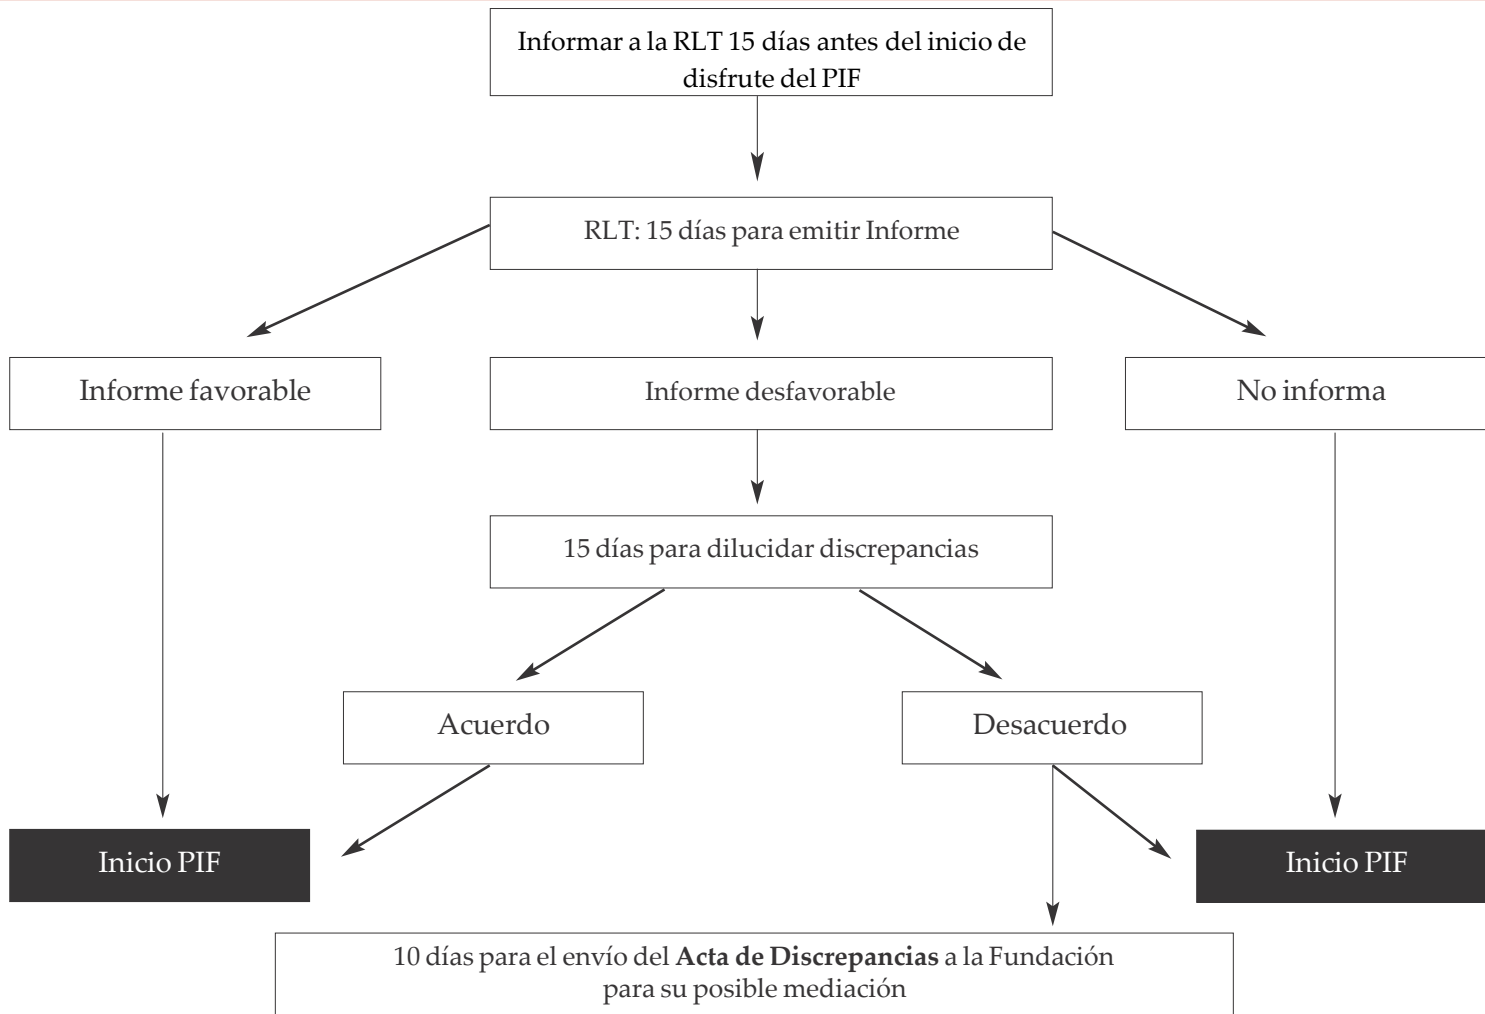 Informar a la RLT 15 días antes del inicio de
disfrute del PIF
RLT: 15 días para emitir Informe
Informe favorable
Informe desfavorable
No informa
15 días para dilucidar discrepancias
Acuerdo
Desacuerdo
Inicio PIF
Inicio PIF
10 días para el envío del Acta de Discrepancias a la Fundación
para su posible mediación